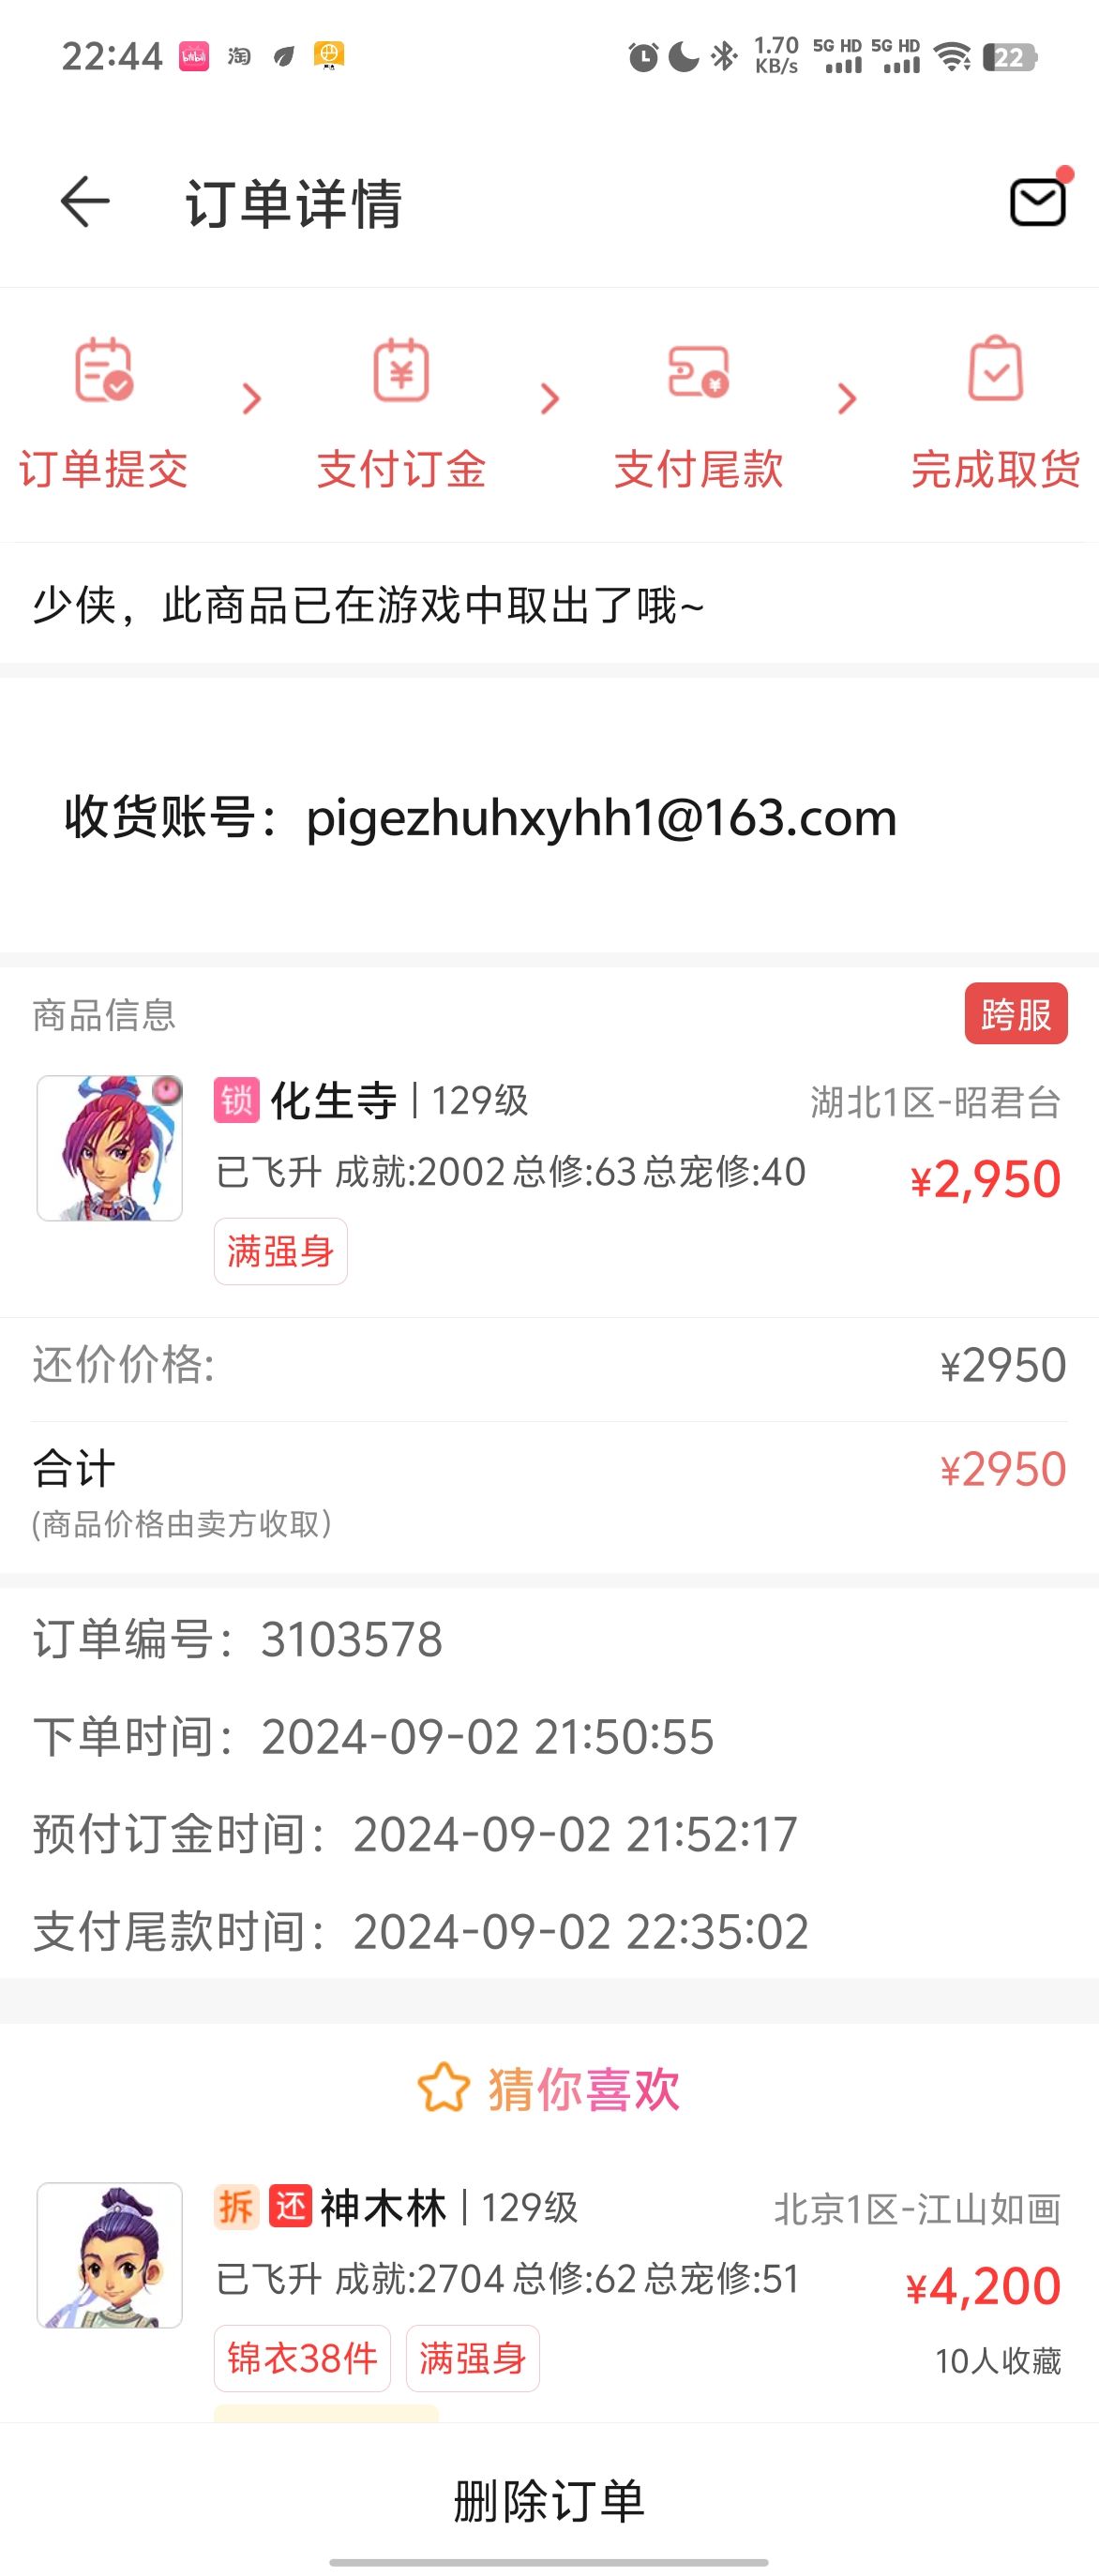 22:44 bilibili 淘 1.70 KB/s 5G HD 5G HD 22
订单详情
订单提交 支付订金 支付尾款 完成取货
少侠，此商品已在游戏中取出了哦~
收货账号：pigezhuhxyhh1@163.com
商品信息 跨服
锁 化生寺 | 129级 湖北1区-昭君台
已飞升 成就:2002 总修:63 总宠修:40 ¥2,950
满强身
还价价格: ¥2950
合计 ¥2950
(商品价格由卖方收取)
订单编号：3103578
下单时间：2024-09-02 21:50:55
预付订金时间：2024-09-02 21:52:17
支付尾款时间：2024-09-02 22:35:02
猜你喜欢
拆 还 神木林 | 129级 北京1区-江山如画
已飞升 成就:2704 总修:62 总宠修:51 ¥4,200
锦衣38件 满强身 10人收藏
删除订单